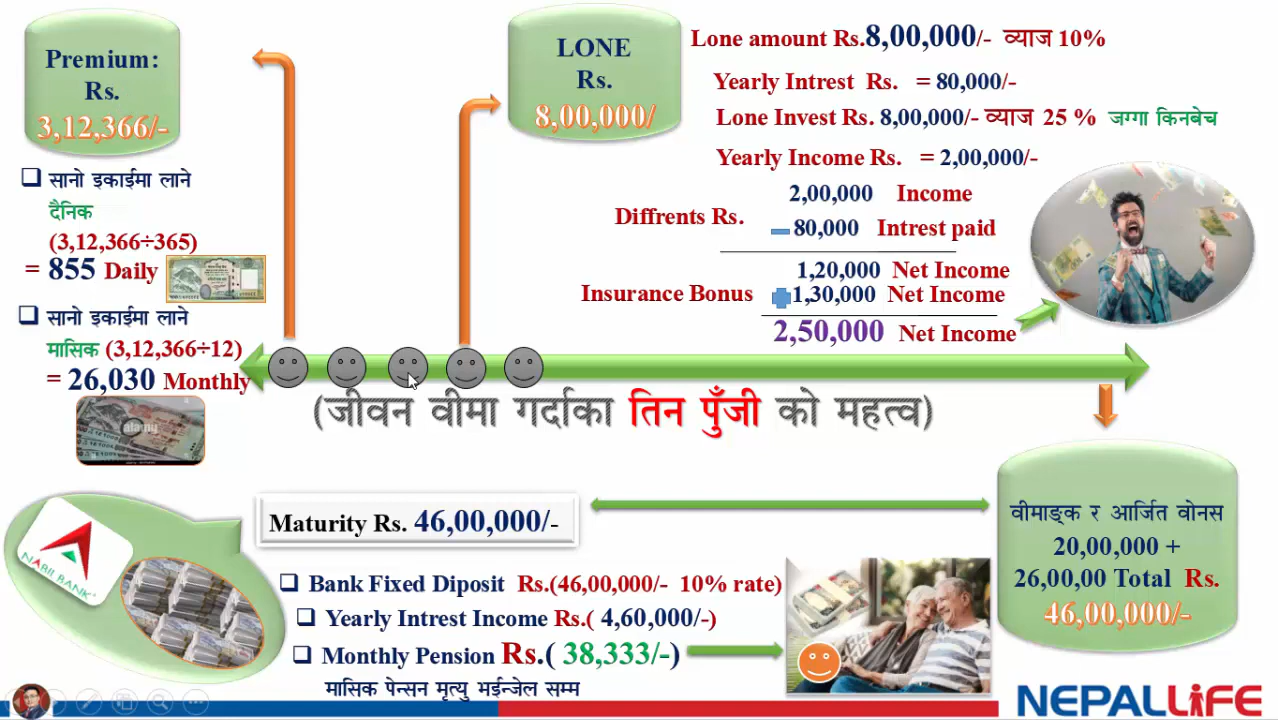 Premium:
Rs.
3,12,366/-
सानो इकाईमा लाने
दैनिक
(3,12,366÷365)
= 855 Daily
सानो इकाईमा लाने
मासिक (3,12,366÷12)
= 26,030 Monthly
alamy
LONE
Rs.
8,00,000/
Lone amount Rs.8,00,000/- व्याज 10%
Yearly Intrest Rs. = 80,000/-
Lone Invest Rs. 8,00,000/- व्याज 25 % जग्गा किनबेच
Yearly Income Rs. = 2,00,000/-
2,00,000 Income
Diffrents Rs.
80,000 Intrest paid
1,20,000 Net Income
Insurance Bonus 1,30,000 Net Income
2,50,000 Net Income
(जीवन वीमा गर्दाका तिन पुँजी को महत्व)
Maturity Rs. 46,00,000/-
वीमाङ्क र आर्जित वोनस
20,00,000 +
26,00,00 Total Rs.
46,00,000/-
NABIL BANK
Bank Fixed Diposit Rs.(46,00,000/- 10% rate)
Yearly Intrest Income Rs.( 4,60,000/-)
Monthly Pension Rs.( 38,333/-)
मासिक पेन्सन मृत्यु भईन्जेल सम्म
NEPALLIFE